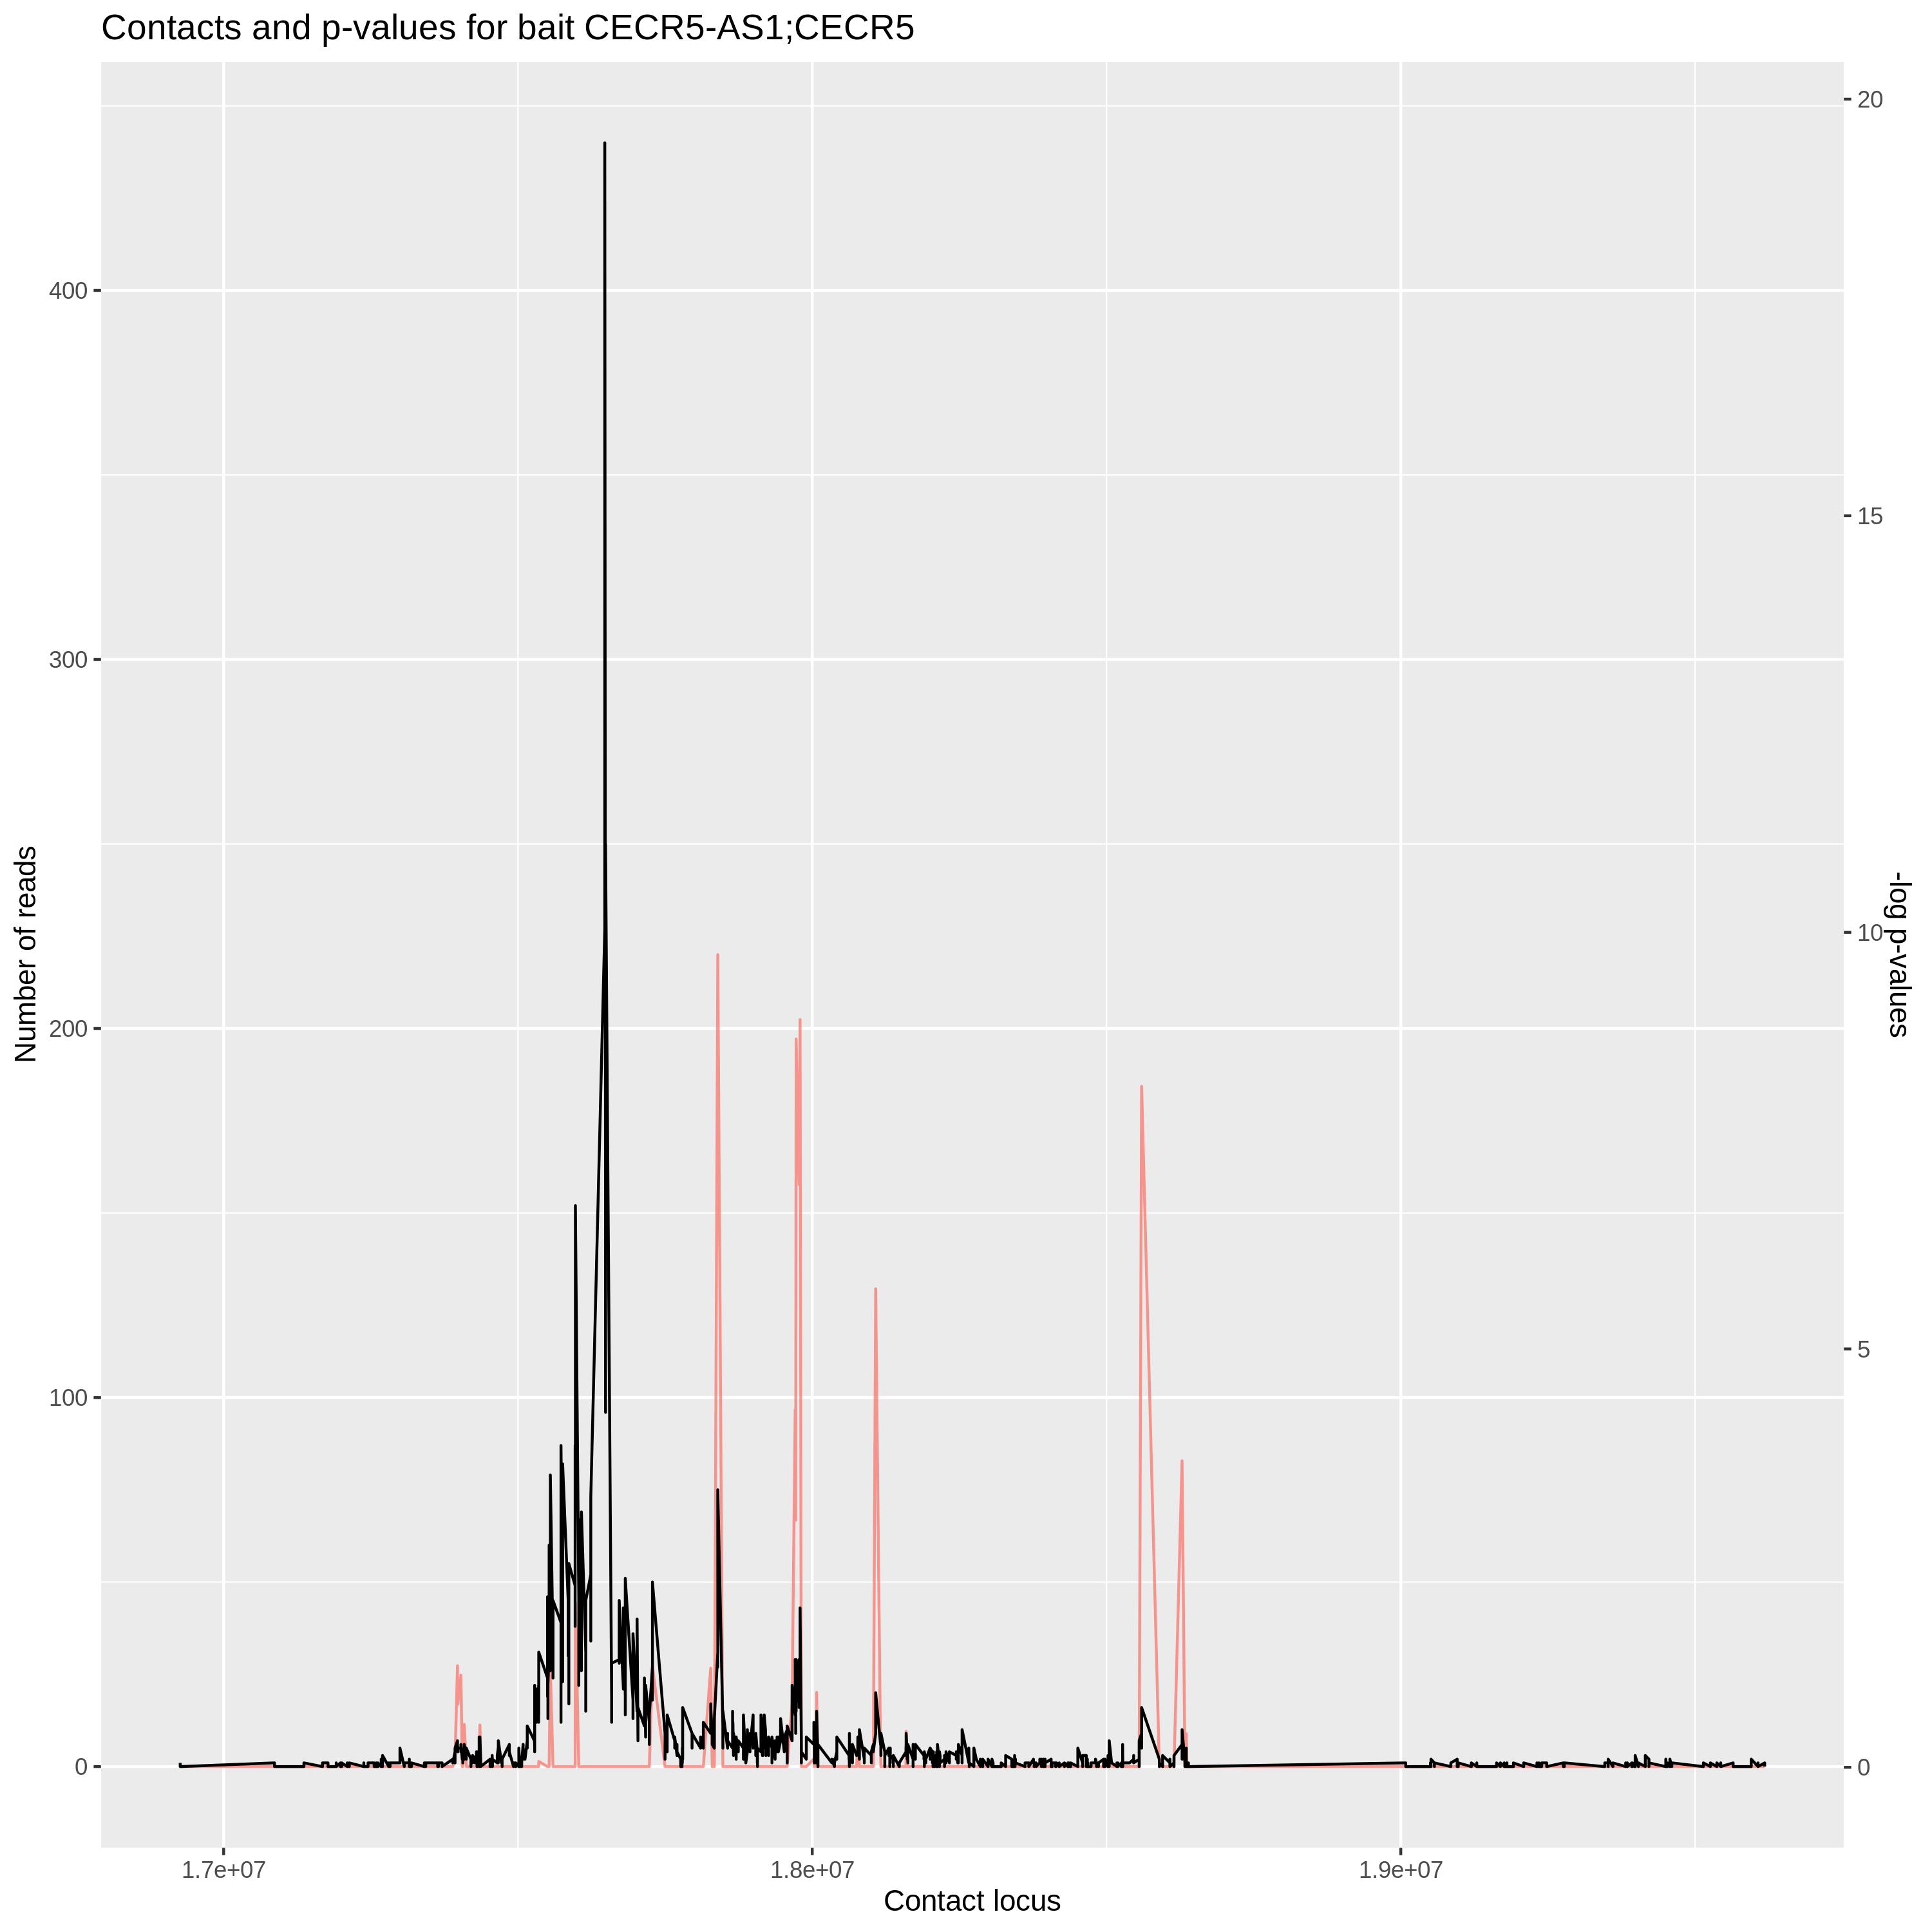 Contacts and p-values for bait CECR5-AS1;CECR5
Number of reads
400
300
200
100
0
20
15
10
5
0
-log p-values
1.7e+07
1.8e+07
1.9e+07
Contact locus